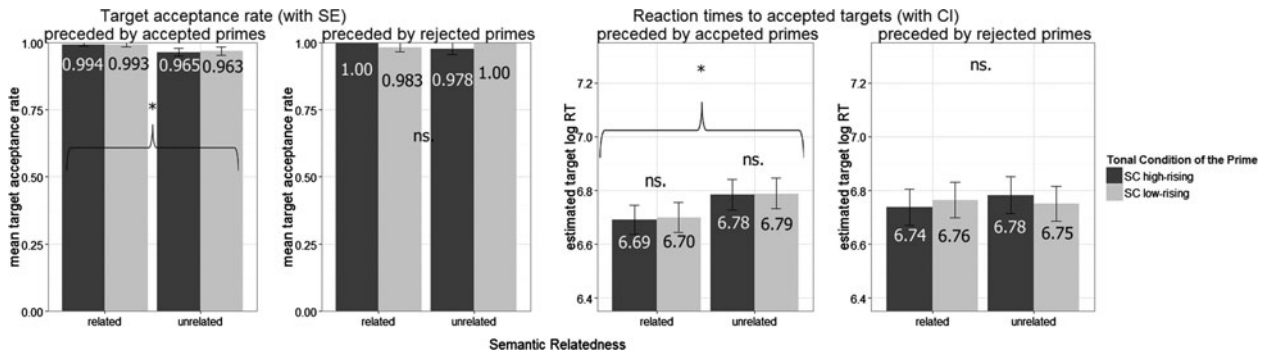 Target acceptance rate (with SE)
preceded by accepted primes
preceded by rejected primes
mean target acceptance rate
1.00
0.75
0.50
0.25
0.00
0.994
0.993
0.965
0.963
*
related
unrelated
mean target acceptance rate
1.00
0.75
0.50
0.25
0.00
1.00
0.983
0.978
1.00
ns.
related
unrelated
Reaction times to accepted targets (with CI)
preceded by accpeted primes
preceded by rejected primes
estimated target log RT
7.2
7.0
6.8
6.6
6.4
*
ns.
ns.
6.69
6.70
6.78
6.79
related
unrelated
estimated target log RT
7.2
7.0
6.8
6.6
6.4
ns.
6.74
6.76
6.78
6.75
related
unrelated
Semantic Relatedness
Tonal Condition of the Prime
SC high-rising
SC low-rising